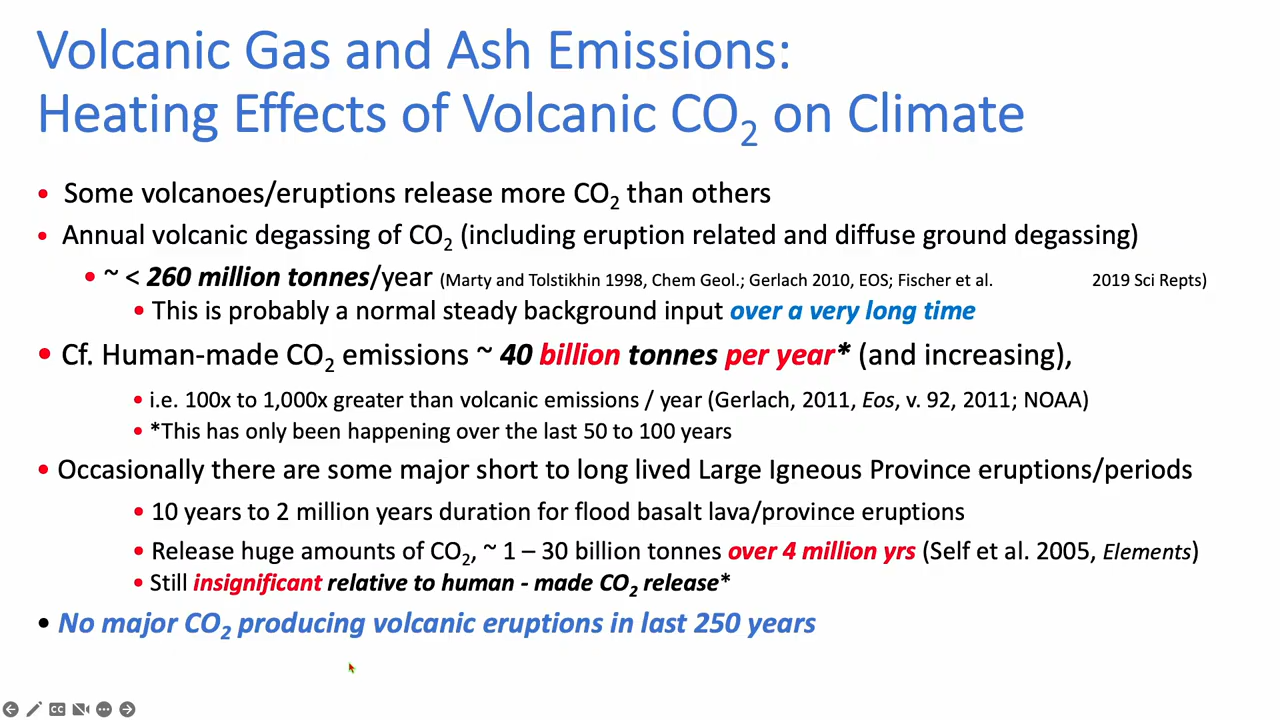 Volcanic Gas and Ash Emissions:
Heating Effects of Volcanic CO₂ on Climate
• Some volcanoes/eruptions release more CO₂ than others
• Annual volcanic degassing of CO₂ (including eruption related and diffuse ground degassing)
• ~ < 260 million tonnes/year (Marty and Tolstikhin 1998, Chem Geol.; Gerlach 2010, EOS; Fischer et al. 2019 Sci Repts)
• This is probably a normal steady background input over a very long time
• Cf. Human-made CO₂ emissions ~ 40 billion tonnes per year* (and increasing),
• i.e. 100x to 1,000x greater than volcanic emissions / year (Gerlach, 2011, Eos, v. 92, 2011; NOAA)
• *This has only been happening over the last 50 to 100 years
• Occasionally there are some major short to long lived Large Igneous Province eruptions/periods
• 10 years to 2 million years duration for flood basalt lava/province eruptions
• Release huge amounts of CO₂, ~ 1 – 30 billion tonnes over 4 million yrs (Self et al. 2005, Elements)
• Still insignificant relative to human - made CO₂ release*
• No major CO₂ producing volcanic eruptions in last 250 years
CC